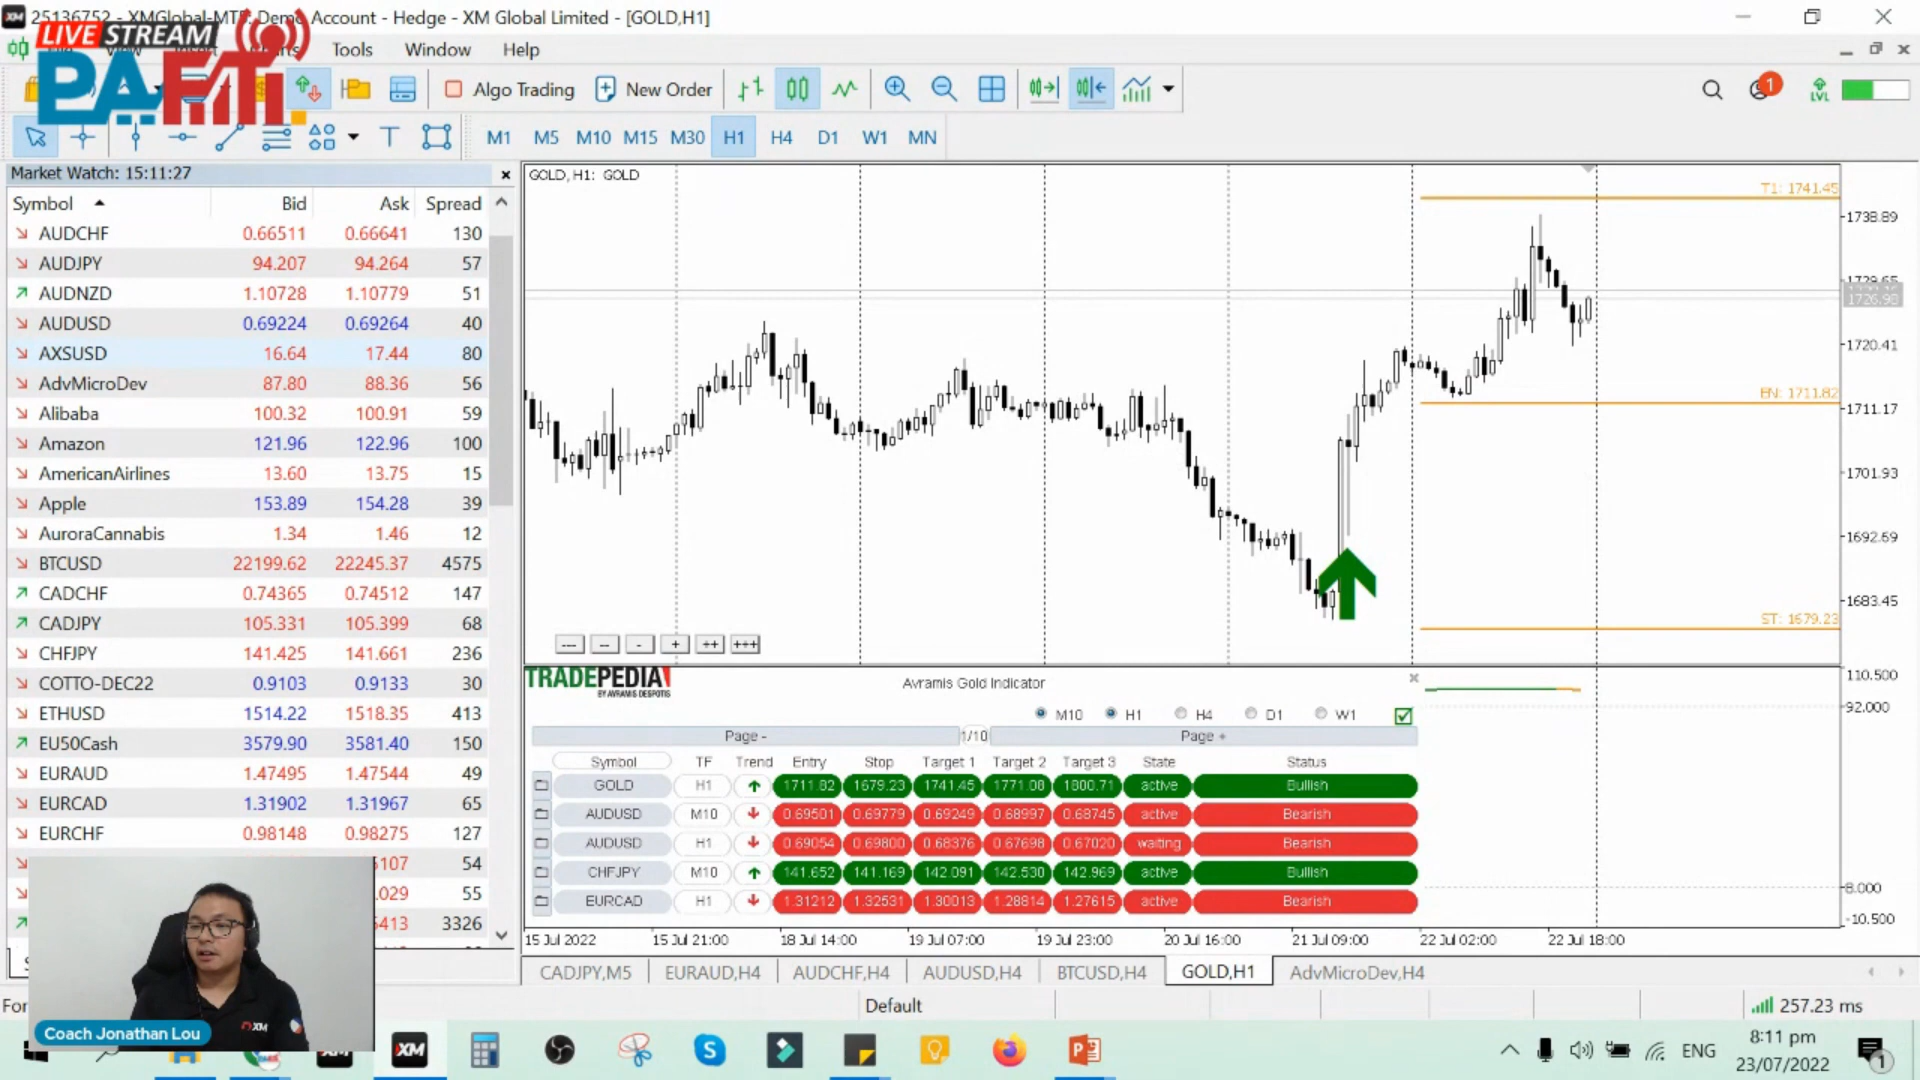 25136752 - XMGlobal-MT5: Demo Account - Hedge - XM Global Limited - [GOLD,H1]
LIVE STREAM
PAFMTI
Tools Window Help
Algo Trading New Order
1
LVL
T
M1 M5 M10 M15 M30 H1 H4 D1 W1 MN
Market Watch: 15:11:27
Symbol Bid Ask Spread
AUDCHF 0.66511 0.66641 130
AUDJPY 94.207 94.264 57
AUDNZD 1.10728 1.10779 51
AUDUSD 0.69224 0.69264 40
AXSUSD 16.64 17.44 80
AdvMicroDev 87.80 88.36 56
Alibaba 100.32 100.91 59
Amazon 121.96 122.96 100
AmericanAirlines 13.60 13.75 15
Apple 153.89 154.28 39
AuroraCannabis 1.34 1.46 12
BTCUSD 22199.62 22245.37 4575
CADCHF 0.74365 0.74512 147
CADJPY 105.331 105.399 68
CHFJPY 141.425 141.661 236
COTTO-DEC22 0.9103 0.9133 30
ETHUSD 1514.22 1518.35 413
EU50Cash 3579.90 3581.40 150
EURAUD 1.47495 1.47544 49
EURCAD 1.31902 1.31967 65
EURCHF 0.98148 0.98275 127
54
.029 55
3326
GOLD, H1: GOLD
T1: 1741.45
1738.89
1726.98
1720.41
EN: 1711.82
1711.17
1701.93
1692.69
1683.45
ST: 1679.23
--- -- - + ++ +++
TRADEPEDIA
BY AVRAMIS DESPOTIS
Avramis Gold Indicator
110.500
92.000
8.000
-10.500
M10 H1 H4 D1 W1
Page - 1/10 Page +
Symbol TF Trend Entry Stop Target 1 Target 2 Target 3 State Status
GOLD H1 1711.82 1679.23 1741.45 1771.08 1800.71 active Bullish
AUDUSD M10 0.69501 0.69779 0.69249 0.68997 0.68745 active Bearish
AUDUSD H1 0.69054 0.69800 0.68376 0.67698 0.67020 waiting Bearish
CHFJPY M10 141.652 141.169 142.091 142.530 142.969 active Bullish
EURCAD H1 1.31212 1.32531 1.30013 1.28814 1.27615 active Bearish
15 Jul 2022 15 Jul 21:00 18 Jul 14:00 19 Jul 07:00 19 Jul 23:00 20 Jul 16:00 21 Jul 09:00 22 Jul 02:00 22 Jul 18:00
CADJPY,M5 EURAUD,H4 AUDCHF,H4 AUDUSD,H4 BTCUSD,H4 GOLD,H1 AdvMicroDev,H4
Default
257.23 ms
XM
Coach Jonathan Lou
XM
ENG
8:11 pm
23/07/2022
1